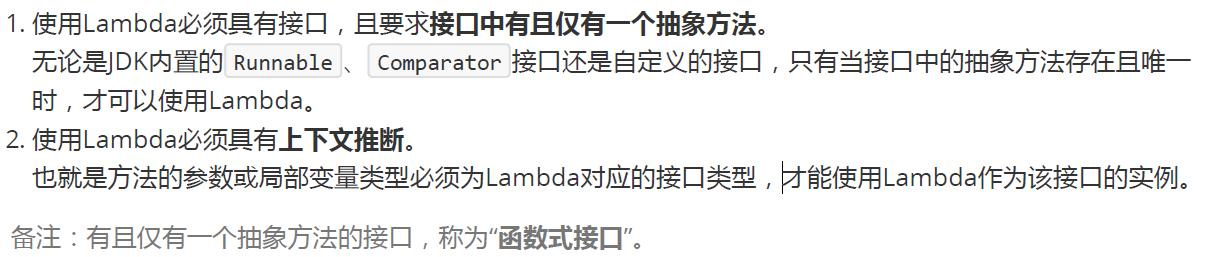 1. 使用Lambda必须具有接口，且要求接口中有且仅有一个抽象方法。
无论是JDK内置的 Runnable 、 Comparator 接口还是自定义的接口，只有当接口中的抽象方法存在且唯一
时，才可以使用Lambda。
2. 使用Lambda必须具有上下文推断。
也就是方法的参数或局部变量类型必须为Lambda对应的接口类型，才能使用Lambda作为该接口的实例。
备注：有且仅有一个抽象方法的接口，称为“函数式接口”。